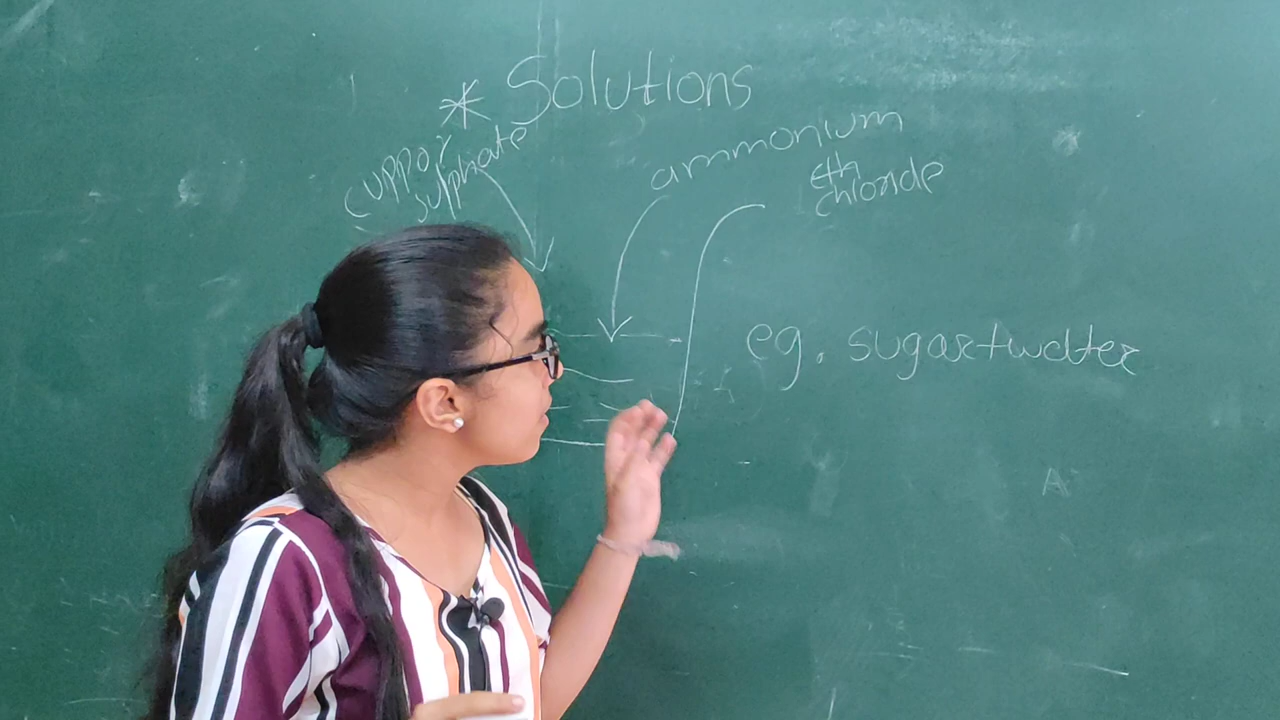 * Solutions
cuppor
sulphate
ammonium
eth
chloride
eg. sugar+water
A